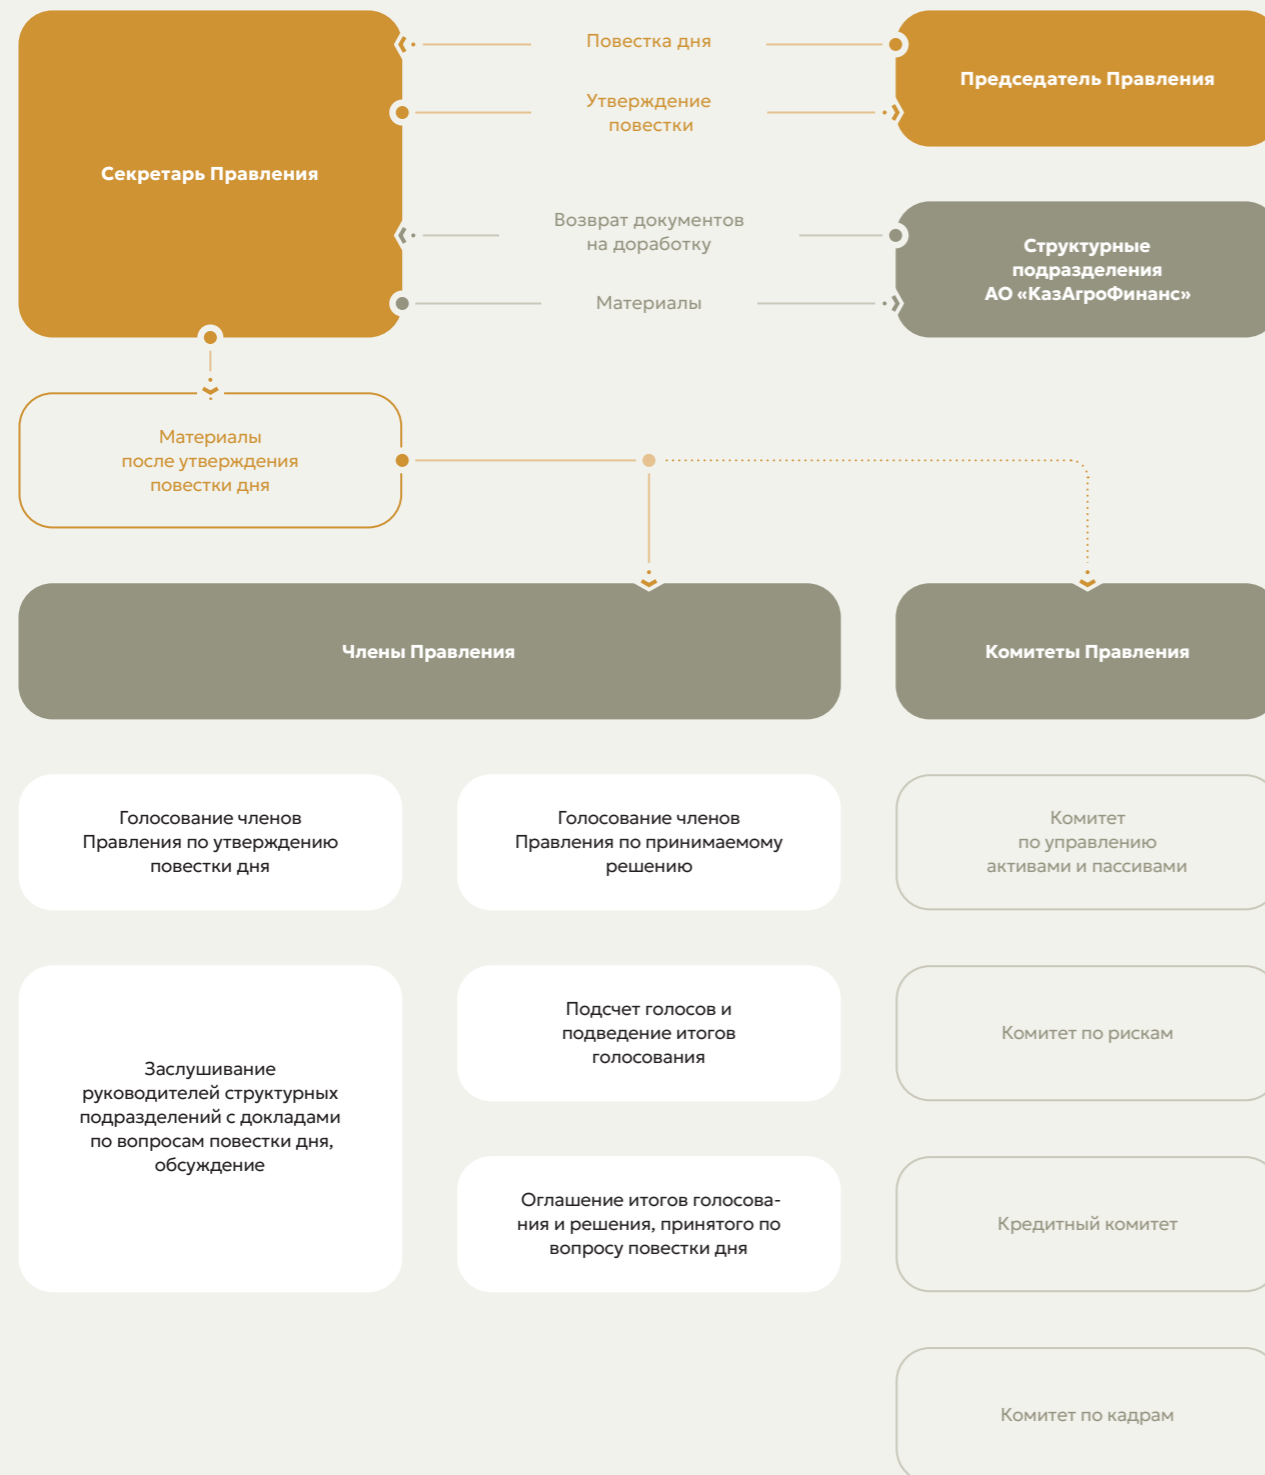 Секретарь Правления
Повестка дня
Утверждение
повестки
Председатель Правления
Возврат документов
на доработку
Материалы
Структурные
подразделения
АО «КазАгроФинанс»
Материалы
после утверждения
повестки дня
Члены Правления
Комитеты Правления
Голосование членов
Правления по утверждению
повестки дня
Голосование членов
Правления по принимаемому
решению
Комитет
по управлению
активами и пассивами
Заслушивание
руководителей структурных
подразделений с докладами
по вопросам повестки дня,
обсуждение
Подсчет голосов и
подведение итогов
голосования
Комитет по рискам
Оглашение итогов голосова-
ния и решения, принятого по
вопросу повестки дня
Кредитный комитет
Комитет по кадрам